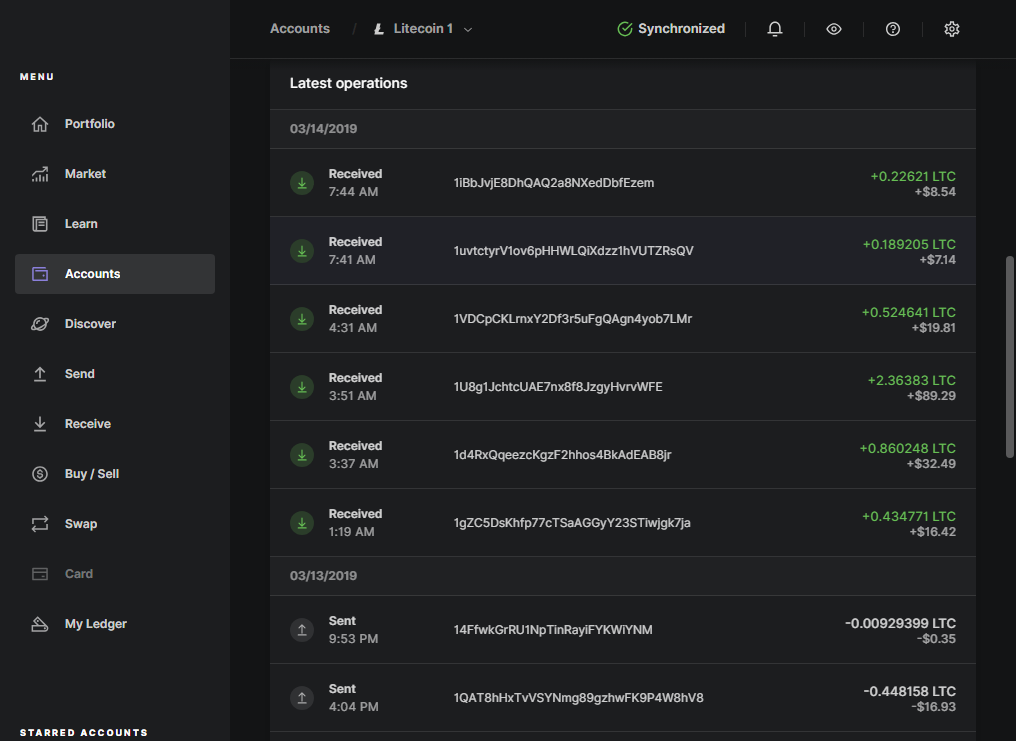 Accounts / Litecoin 1 Synchronized
MENU
Portfolio
Market
Learn
Accounts
Discover
Send
Receive
Buy / Sell
Swap
Card
My Ledger
STARRED ACCOUNTS
Latest operations
03/14/2019
Received 1iBbJvjE8DhQAQ2a8NXedDbfEzem +0.22621 LTC
7:44 AM +$8.54
Received 1uvtctyrV1ov6pHHWLQiXdzz1hVUTZRsQV +0.189205 LTC
7:41 AM +$7.14
Received 1VDCpCKLrnxY2Df3r5uFgQAgn4yob7LMr +0.524641 LTC
4:31 AM +$19.81
Received 1U8g1JchtcUAE7nx8f8JzgyHvrvWFE +2.36383 LTC
3:51 AM +$89.29
Received 1d4RxQqeezcKgzF2hhos4BkAdEAB8jr +0.860248 LTC
3:37 AM +$32.49
Received 1gZC5DsKhfp77cTSaAGGyY23STiwjgk7ja +0.434771 LTC
1:19 AM +$16.42
03/13/2019
Sent 14FfwkGrRU1NpTinRayiFYKWiYNM -0.00929399 LTC
9:53 PM -$0.35
Sent 1QAT8hHxTvVSYNmg89gzhwFK9P4W8hV8 -0.448158 LTC
4:04 PM -$16.93